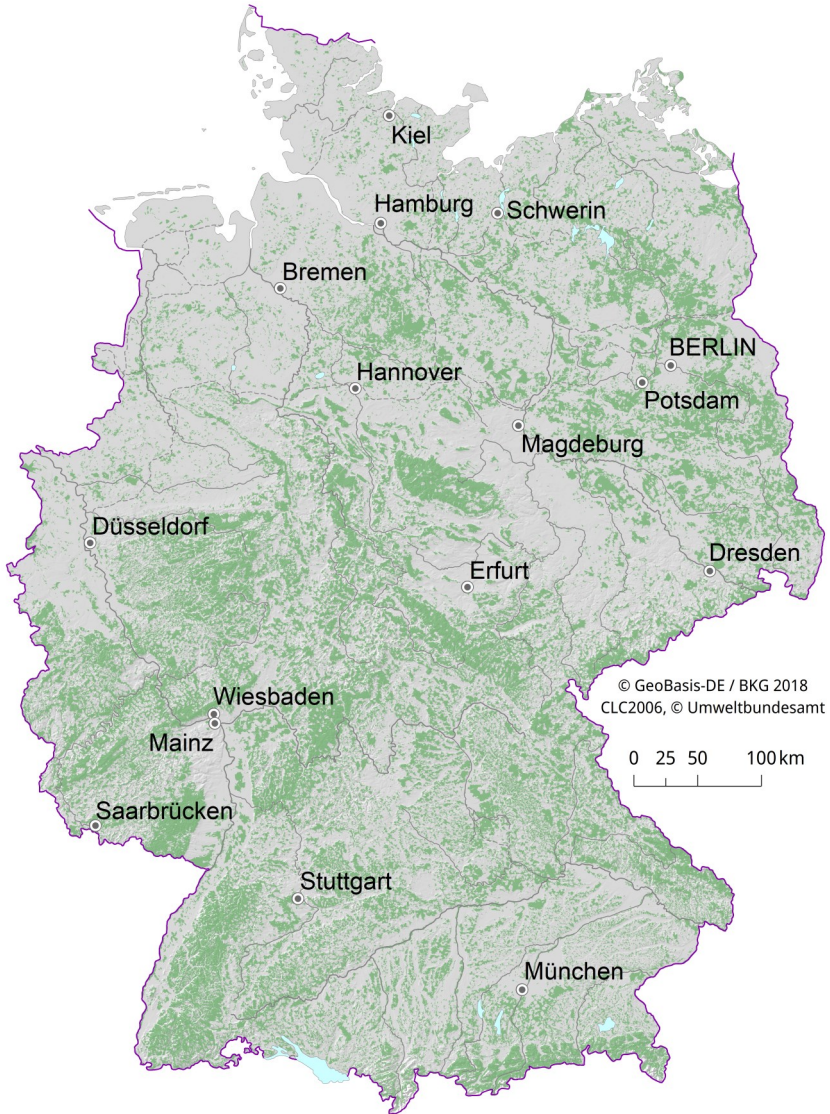 Kiel
Hamburg
Schwerin
Bremen
BERLIN
Hannover
Potsdam
Magdeburg
Düsseldorf
Dresden
Erfurt
© GeoBasis-DE / BKG 2018
CLC2006, © Umweltbundesamt
Wiesbaden
Mainz
0 25 50 100 km
Saarbrücken
Stuttgart
München